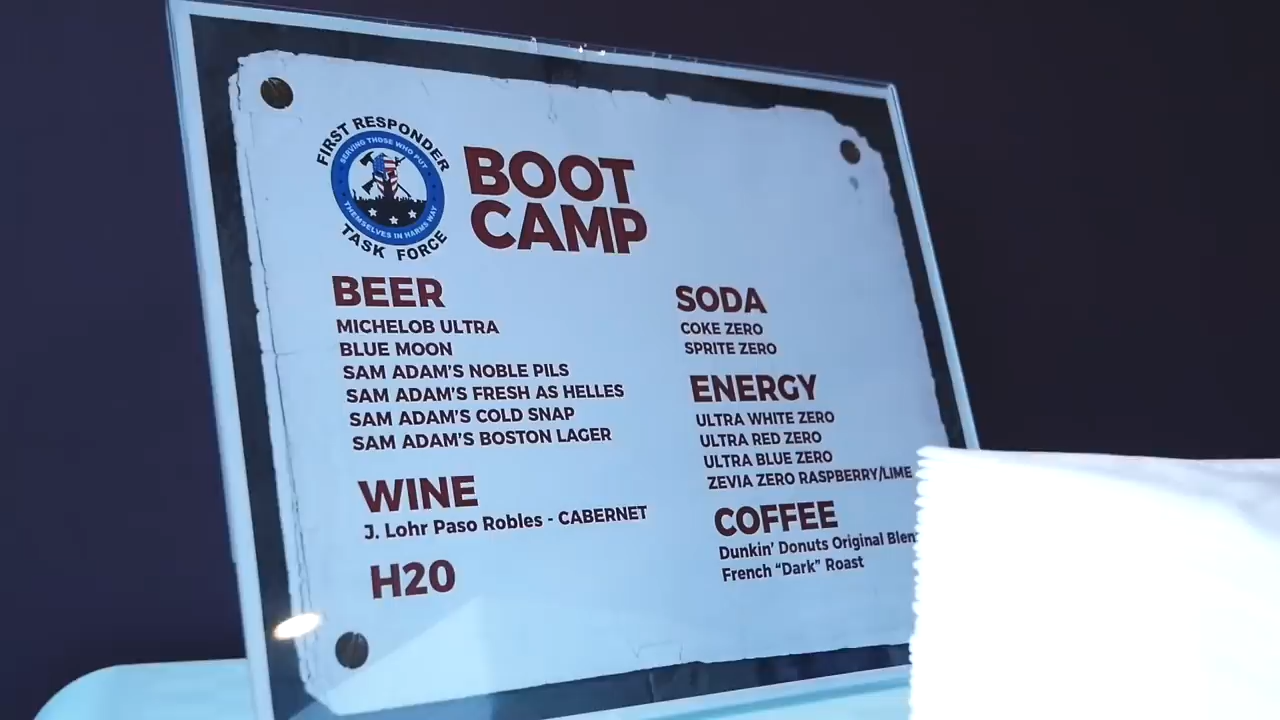 FIRST RESPONDER
SERVING THOSE WHO PUT
THEMSELVES IN HARMS WAY
TASK FORCE
BOOT
CAMP
BEER
MICHELOB ULTRA
BLUE MOON
SAM ADAM'S NOBLE PILS
SAM ADAM'S FRESH AS HELLES
SAM ADAM'S COLD SNAP
SAM ADAM'S BOSTON LAGER
WINE
J. Lohr Paso Robles - CABERNET
H20
SODA
COKE ZERO
SPRITE ZERO
ENERGY
ULTRA WHITE ZERO
ULTRA RED ZERO
ULTRA BLUE ZERO
ZEVIA ZERO RASPBERRY/LIME
COFFEE
Dunkin' Donuts Original
French "Dark" Roast